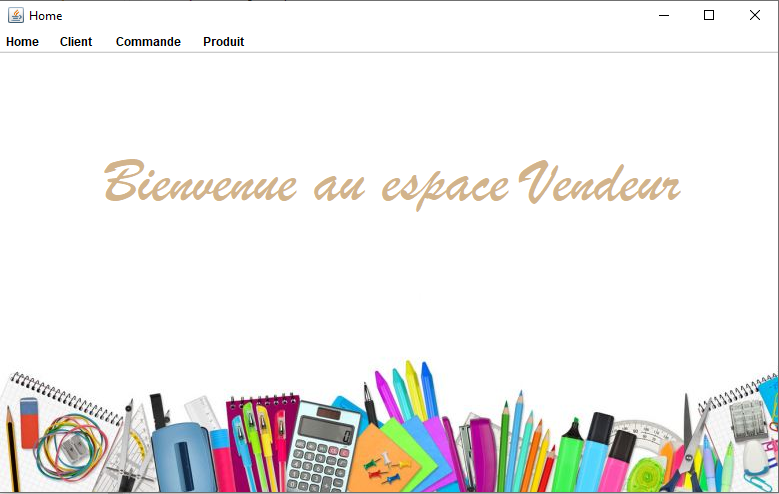 Home
Home Client Commande Produit
Bienvenue au espace Vendeur